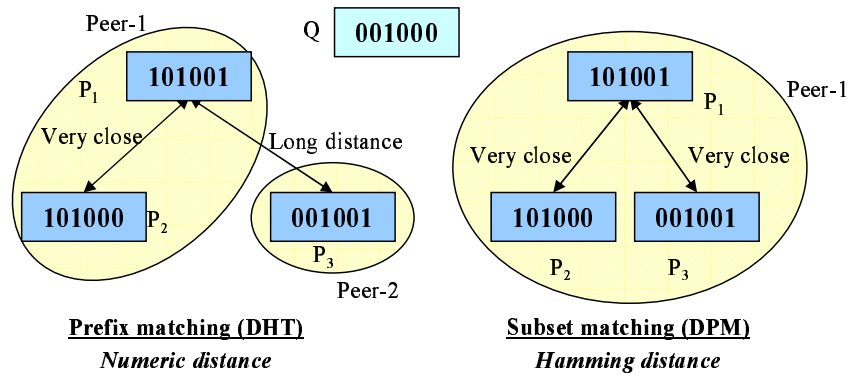 Peer-1
Q
001000
101001
P1
Very close
Long distance
101000
P2
001001
P3
Peer-2
Prefix matching (DHT)
Numeric distance
101001
P1
Peer-1
Very close
Very close
101000
001001
P2
P3
Subset matching (DPM)
Hamming distance